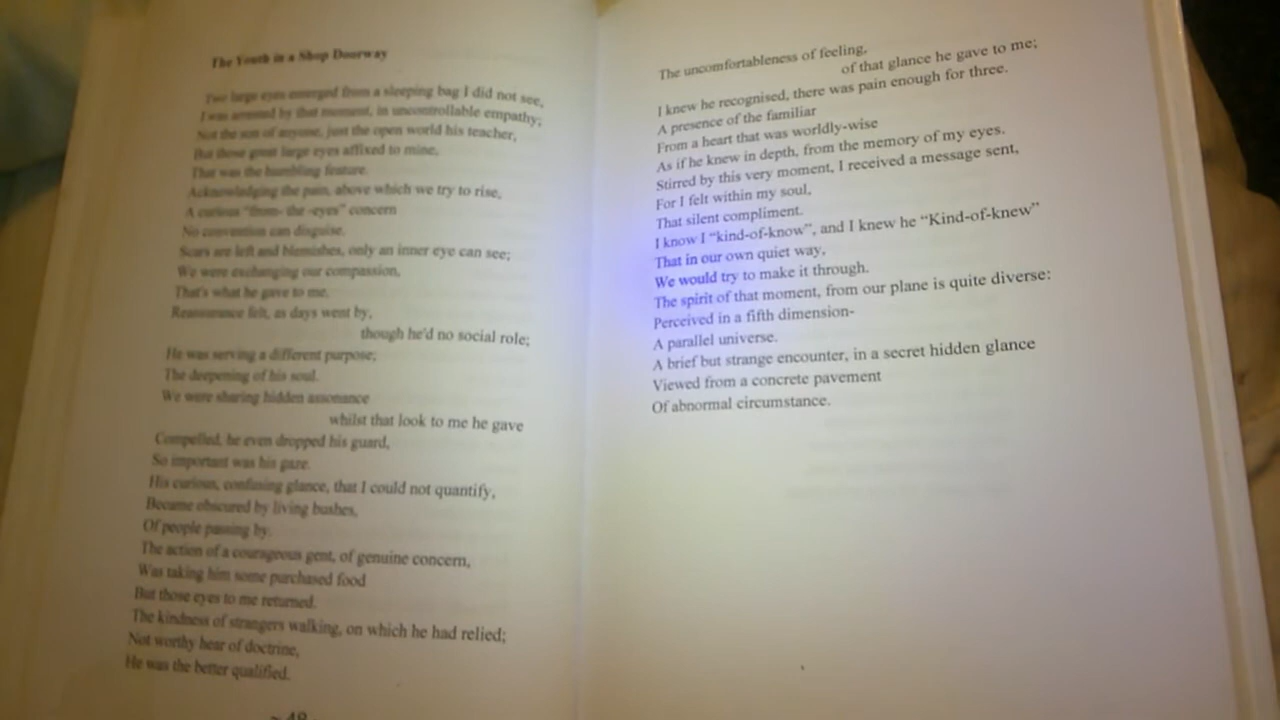 The Youth in a Shop Doorway
Two large eyes emerged from a sleeping bag I did not see,
I was arrested by that moment, in uncontrollable empathy;
Not the son of anyone, just the open world his teacher,
But those great large eyes affixed to mine,
That was the humbling feature.
Acknowledging the pain, above which we try to rise,
A curious "from- the -eyes" concern
No convention can disguise.
Scars are left and blemishes, only an inner eye can see;
We were exchanging our compassion,
That's what he gave to me.
Reassurance felt, as days went by,
though he'd no social role;
He was serving a different purpose;
The deepening of his soul.
We were sharing hidden assonance
whilst that look to me he gave
Compelled, he even dropped his guard,
So important was his gaze.
His curious, confusing glance, that I could not quantify,
Became obscured by living bushes,
Of people passing by.
The action of a courageous gent, of genuine concern,
Was taking him some purchased food
But those eyes to me returned.
The kindness of strangers walking, on which he had relied;
Not worthy hear of doctrine,
He was the better qualified.
The uncomfortableness of feeling,
of that glance he gave to me;
I knew he recognised, there was pain enough for three.
A presence of the familiar
From a heart that was worldly-wise
As if he knew in depth, from the memory of my eyes.
Stirred by this very moment, I received a message sent,
For I felt within my soul,
That silent compliment.
I know I "kind-of-know", and I knew he "Kind-of-knew"
That in our own quiet way,
We would try to make it through.
The spirit of that moment, from our plane is quite diverse:
Perceived in a fifth dimension-
A parallel universe.
A brief but strange encounter, in a secret hidden glance
Viewed from a concrete pavement
Of abnormal circumstance.